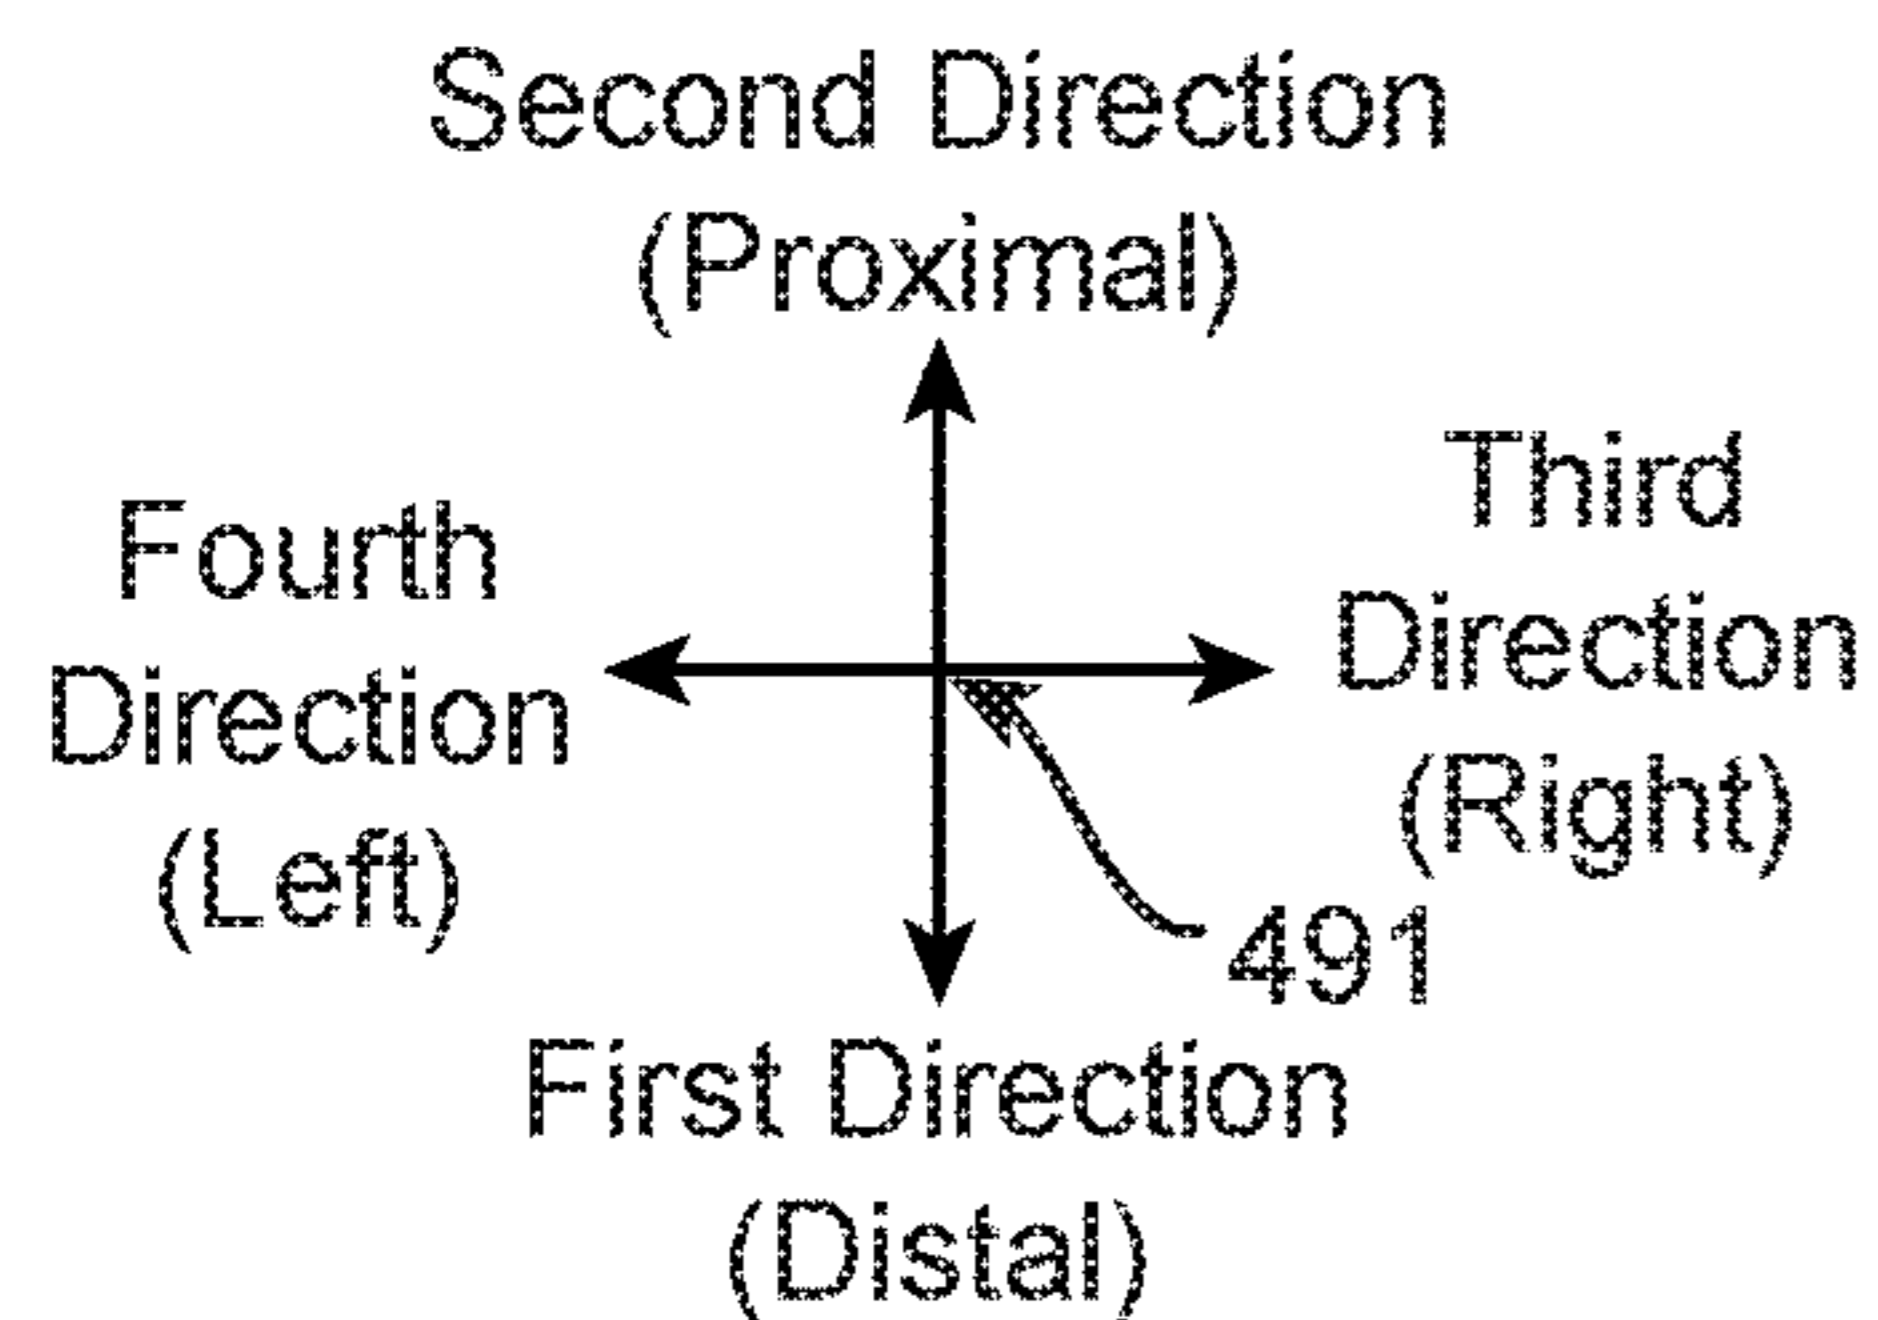 Second Direction
(Proximal)
Fourth
Direction
(Left)
Third
Direction
(Right)
491
First Direction
(Distal)